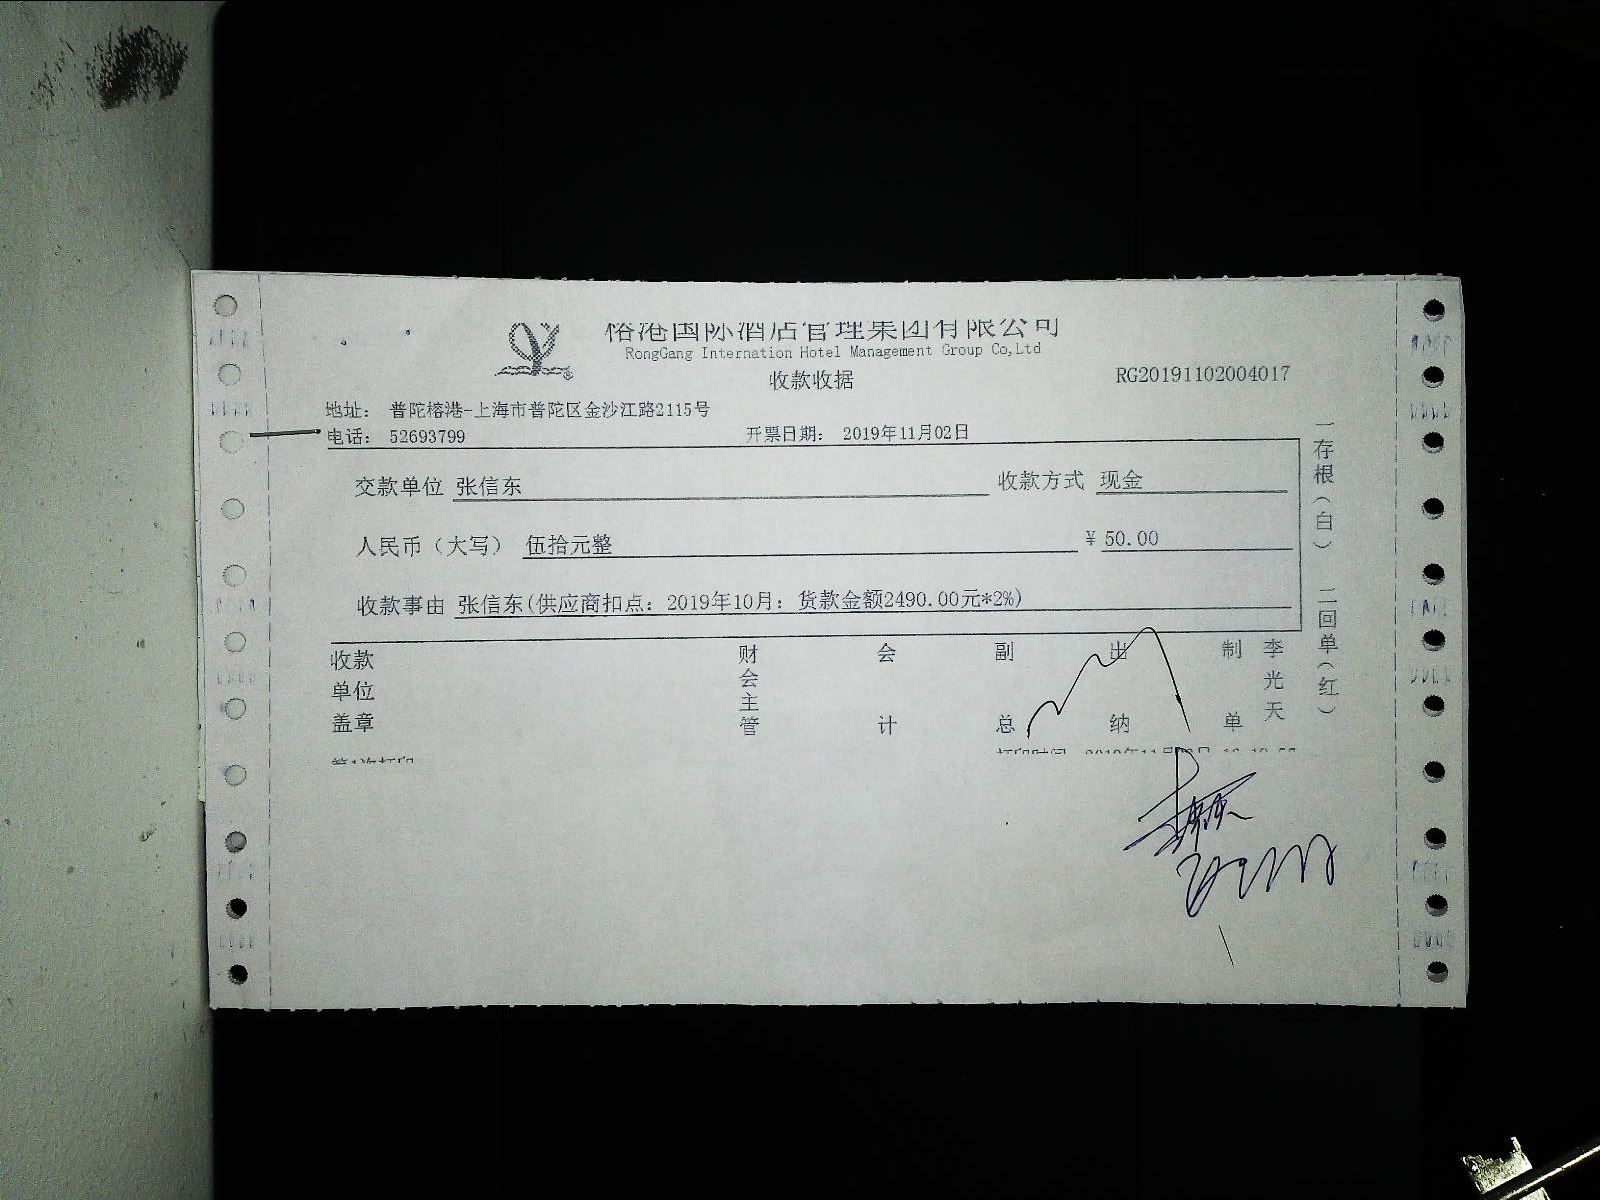 榕港国际酒店管理集团有限公司
RongGang Internation Hotel Management Group Co,Ltd
收款收据
RG20191102004017
地址： 普陀榕港-上海市普陀区金沙江路2115号
电话： 52693799 开票日期： 2019年11月02日
交款单位 张信东 收款方式 现金
人民币（大写） 伍拾元整 ¥ 50.00
收款事由 张信东(供应商扣点：2019年10月：货款金额2490.00元*2%)
收款单位盖章 财会主管 会计 副总 出纳 制单 李光天
一存根（白） 二回单（红）
第1次打印